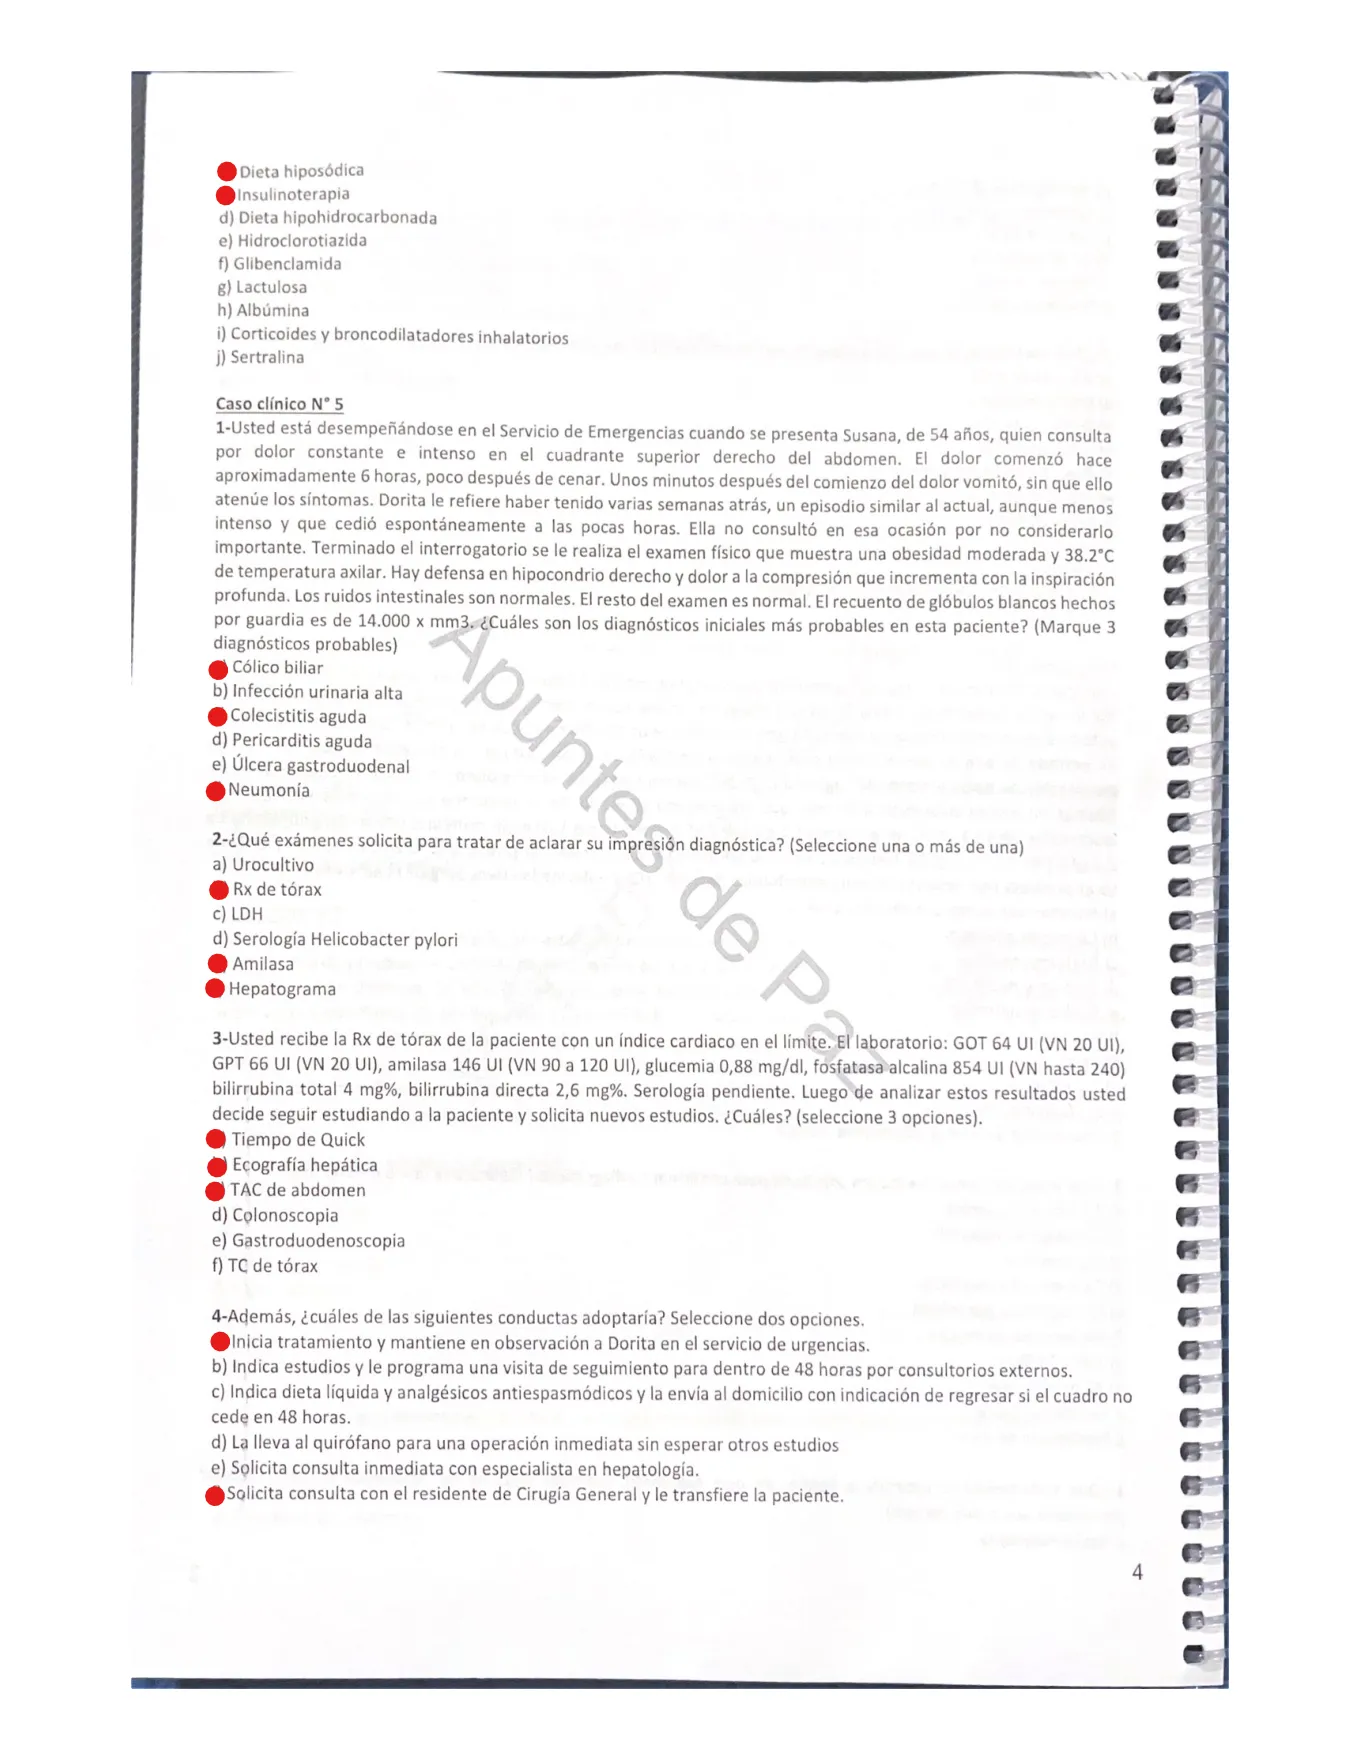 Dieta hiposódica
Insulinoterapia
d) Dieta hipohidrocarbonada
e) Hidroclorotiazida
f) Glibenclamida
g) Lactulosa
h) Albúmina
i) Corticoides y broncodilatadores inhalatorios
j) Sertralina
Caso clínico N° 5
1-Usted está desempeñándose en el Servicio de Emergencias cuando se presenta Susana, de 54 años, quien consulta
por dolor constante e intenso en el cuadrante superior derecho del abdomen. El dolor comenzó hace
aproximadamente 6 horas, poco después de cenar. Unos minutos después del comienzo del dolor vomitó, sin que ello
atenúe los síntomas. Dorita le refiere haber tenido varias semanas atrás, un episodio similar al actual, aunque menos
intenso y que cedió espontáneamente a las pocas horas. Ella no consultó en esa ocasión por no considerarlo
importante. Terminado el interrogatorio se le realiza el examen físico que muestra una obesidad moderada y 38.2°C
de temperatura axilar. Hay defensa en hipocondrio derecho y dolor a la compresión que incrementa con la inspiración
profunda. Los ruidos intestinales son normales. El resto del examen es normal. El recuento de glóbulos blancos hechos
por guardia es de 14.000 x mm3. ¿Cuáles son los diagnósticos iniciales más probables en esta paciente? (Marque 3
diagnósticos probables)
Cólico biliar
b) Infección urinaria alta
Colecistitis aguda
d) Pericarditis aguda
e) Úlcera gastroduodenal
Neumonía
2-¿Qué exámenes solicita para tratar de aclarar su impresión diagnóstica? (Seleccione una o más de una)
a) Urocultivo
Rx de tórax
c) LDH
d) Serología Helicobacter pylori
Amilasa
Hepatograma
3-Usted recibe la Rx de tórax de la paciente con un índice cardiaco en el límite. El laboratorio: GOT 64 UI (VN 20 UI),
GPT 66 UI (VN 20 UI), amilasa 146 UI (VN 90 a 120 UI), glucemia 0,88 mg/dl, fosfatasa alcalina 854 UI (VN hasta 240)
bilirrubina total 4 mg%, bilirrubina directa 2,6 mg%. Serología pendiente. Luego de analizar estos resultados usted
decide seguir estudiando a la paciente y solicita nuevos estudios. ¿Cuáles? (seleccione 3 opciones).
Tiempo de Quick
Ecografía hepática
TAC de abdomen
d) Colonoscopia
e) Gastroduodenoscopia
f) TC de tórax
4-Además, ¿cuáles de las siguientes conductas adoptaría? Seleccione dos opciones.
Inicia tratamiento y mantiene en observación a Dorita en el servicio de urgencias.
b) Indica estudios y le programa una visita de seguimiento para dentro de 48 horas por consultorios externos.
c) Indica dieta líquida y analgésicos antiespasmódicos y la envía al domicilio con indicación de regresar si el cuadro no
cede en 48 horas.
d) La lleva al quirófano para una operación inmediata sin esperar otros estudios
e) Solicita consulta inmediata con especialista en hepatología.
Solicita consulta con el residente de Cirugía General y le transfiere la paciente.
4
Apuntes de Paz